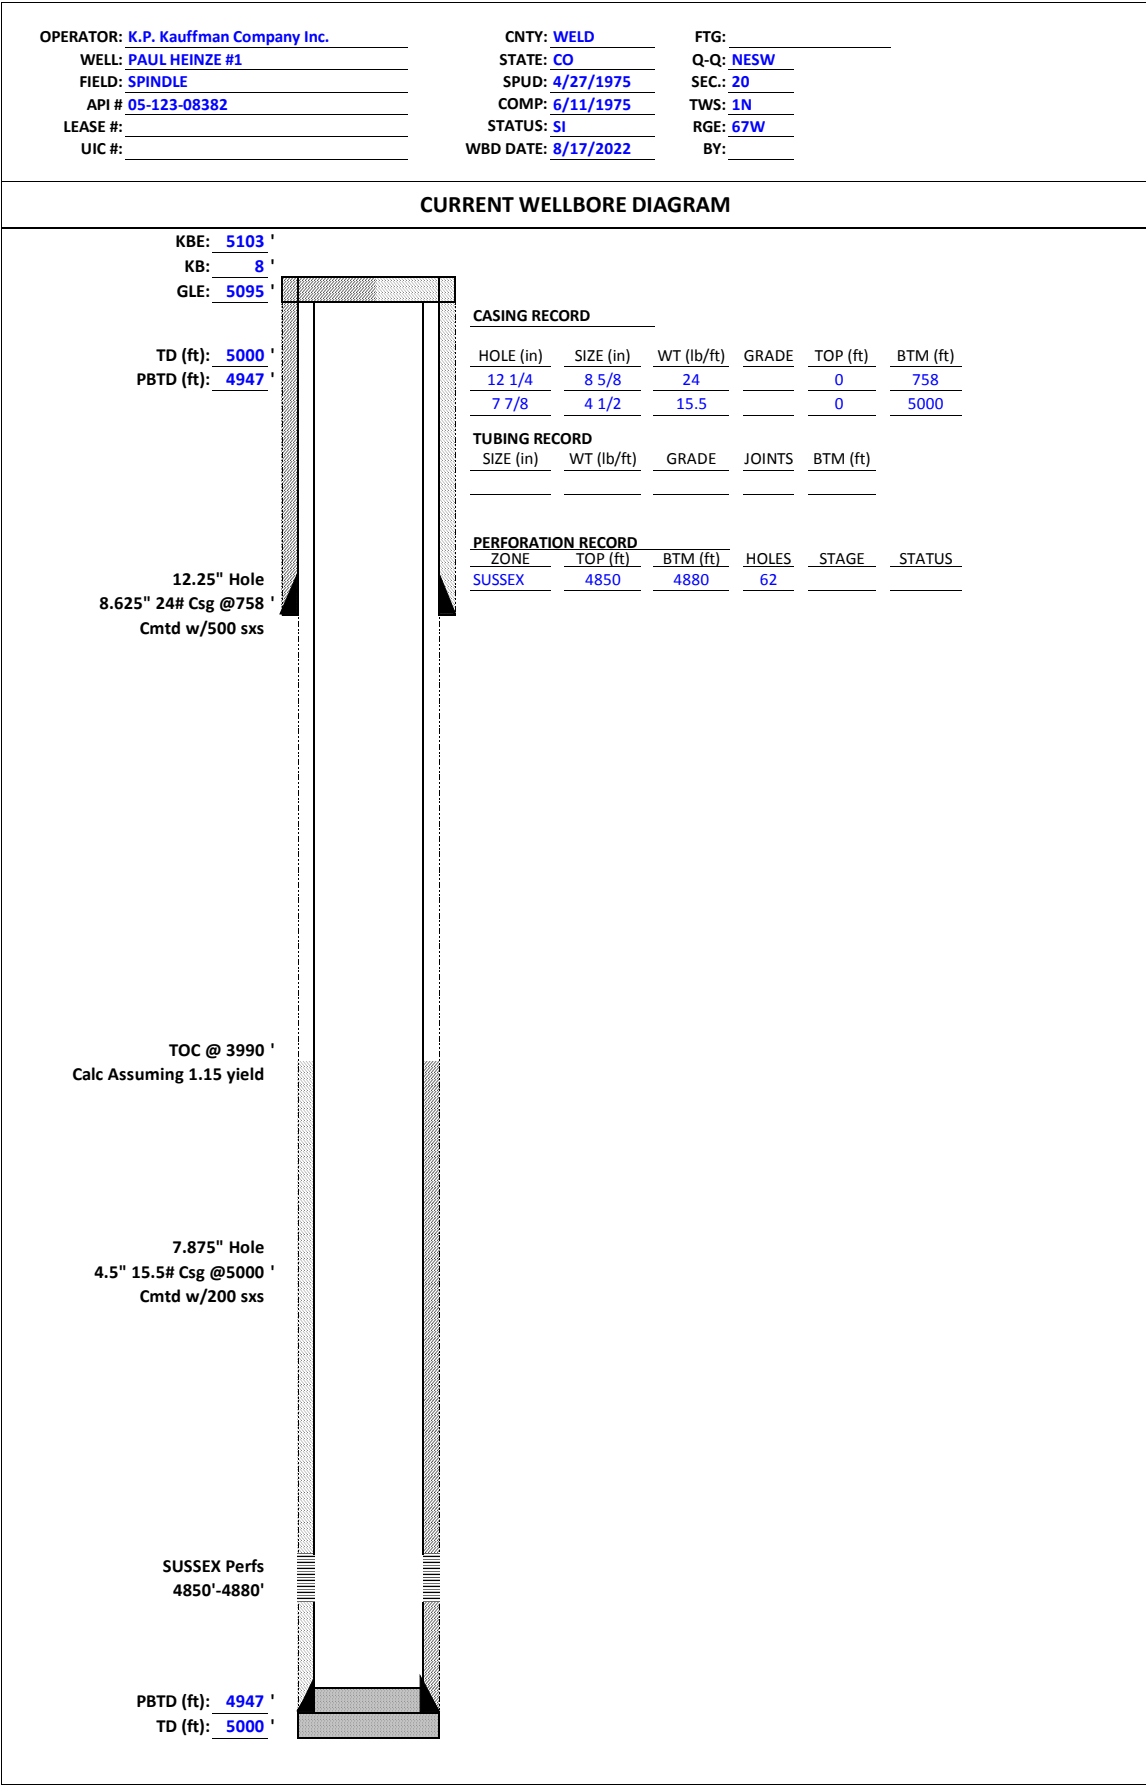 OPERATOR: K.P. Kauffman Company Inc. CNTY: WELD FTG:
WELL: PAUL HEINZE #1 STATE: CO Q-Q: NESW
FIELD: SPINDLE SPUD: 4/27/1975 SEC.: 20
API # 05-123-08382 COMP: 6/11/1975 TWS: 1N
LEASE #: STATUS: SI RGE: 67W
UIC #: WBD DATE: 8/17/2022 BY:
CURRENT WELLBORE DIAGRAM
KBE: 5103 '
KB: 8 '
GLE: 5095 '
CASING RECORD
TD (ft): 5000 ' HOLE (in) SIZE (in) WT (lb/ft) GRADE TOP (ft) BTM (ft)
PBTD (ft): 4947 ' 12 1/4 8 5/8 24 0 758
7 7/8 4 1/2 15.5 0 5000
TUBING RECORD
SIZE (in) WT (lb/ft) GRADE JOINTS BTM (ft)
PERFORATION RECORD
ZONE TOP (ft) BTM (ft) HOLES STAGE STATUS
12.25" Hole SUSSEX 4850 4880 62
8.625" 24# Csg @758 '
Cmtd w/500 sxs
TOC @ 3990 '
Calc Assuming 1.15 yield
7.875" Hole
4.5" 15.5# Csg @5000 '
Cmtd w/200 sxs
SUSSEX Perfs
4850'-4880'
PBTD (ft): 4947 '
TD (ft): 5000 '